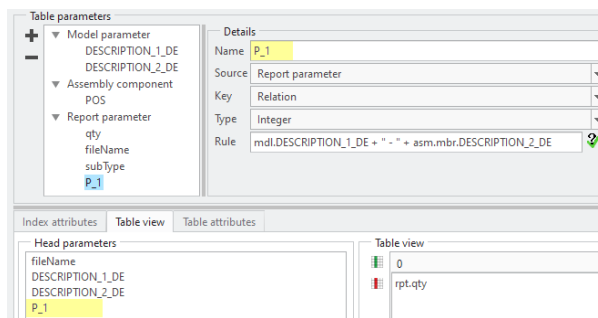 Table parameters
Model parameter
DESCRIPTION_1_DE
DESCRIPTION_2_DE
Assembly component
POS
Report parameter
qty
fileName
subType
P_1
Details
Name P_1
Source Report parameter
Key Relation
Type Integer
Rule mdl.DESCRIPTION_1_DE + " - " + asm.mbr.DESCRIPTION_2_DE
Index attributes Table view Table attributes
Head parameters
fileName
DESCRIPTION_1_DE
DESCRIPTION_2_DE
P_1
Table view
0
rpt.qty